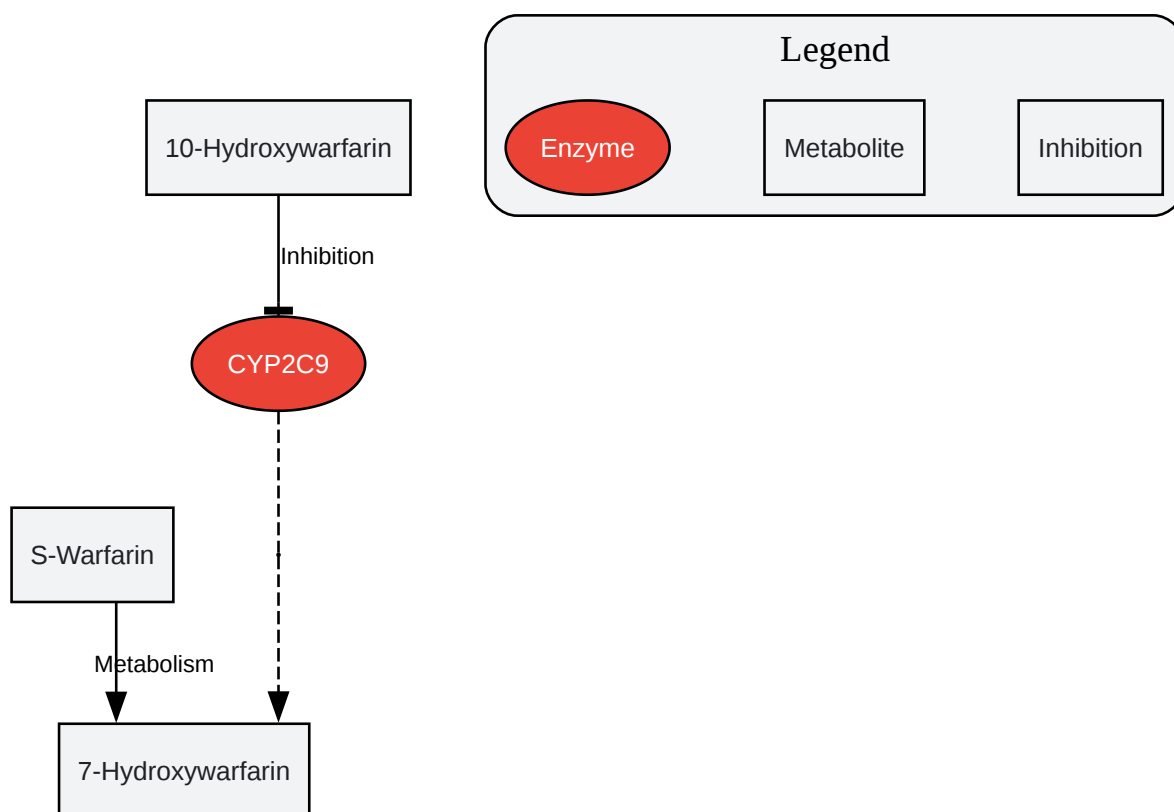 Legend
Enzyme
Metabolite
Inhibition
10-Hydroxywarfarin
Inhibition
CYP2C9
S-Warfarin
Metabolism
7-Hydroxywarfarin